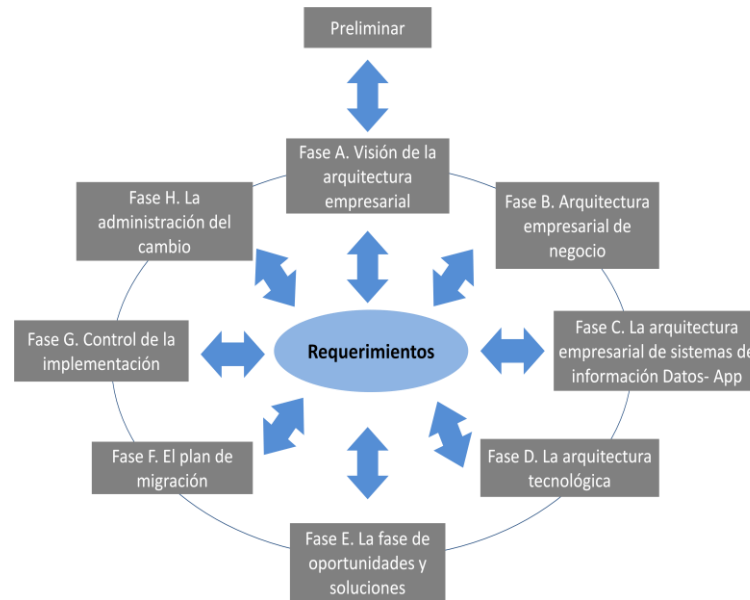 Preliminar
Fase A. Visión de la
arquitectura
empresarial
Fase B. Arquitectura
empresarial de
negocio
Fase C. La arquitectura
empresarial de sistemas de
información Datos- App
Fase D. La arquitectura
tecnológica
Fase E. La fase de
oportunidades y
soluciones
Fase F. El plan de
migración
Fase G. Control de la
implementación
Fase H. La
administración del
cambio
Requerimientos